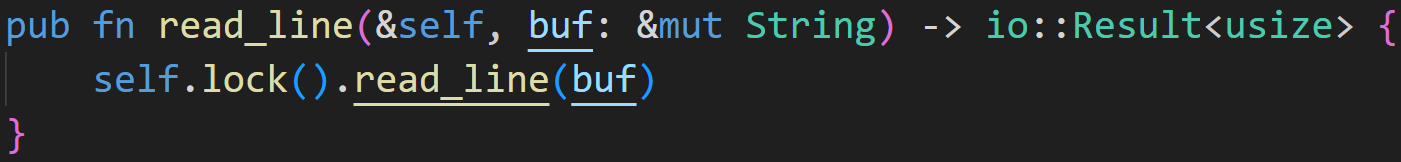 pub fn read_line(&self, buf: &mut String) -> io::Result<usize> {
    self.lock().read_line(buf)
}